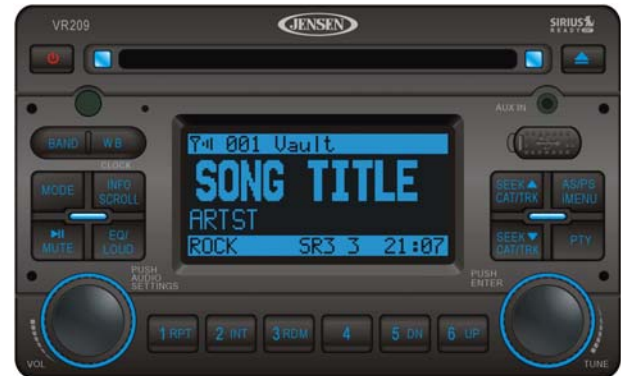 VR209
JENSEN
SIRIUS
READY
AUX IN
BAND WB
CLOCK
001 Vault
SONG TITLE
ARTST
ROCK SR3 3 21:07
MODE
INFO
SCROLL
MUTE
EQ/
LOUD
SEEK▲
CAT/TRK
AS/PS
iMENU
SEEK▼
CAT/TRK
PTY
PUSH
AUDIO
SETTINGS
PUSH
ENTER
VOL
1 RPT
2 INT
3 RDM
4
5 DN
6 UP
TUNE